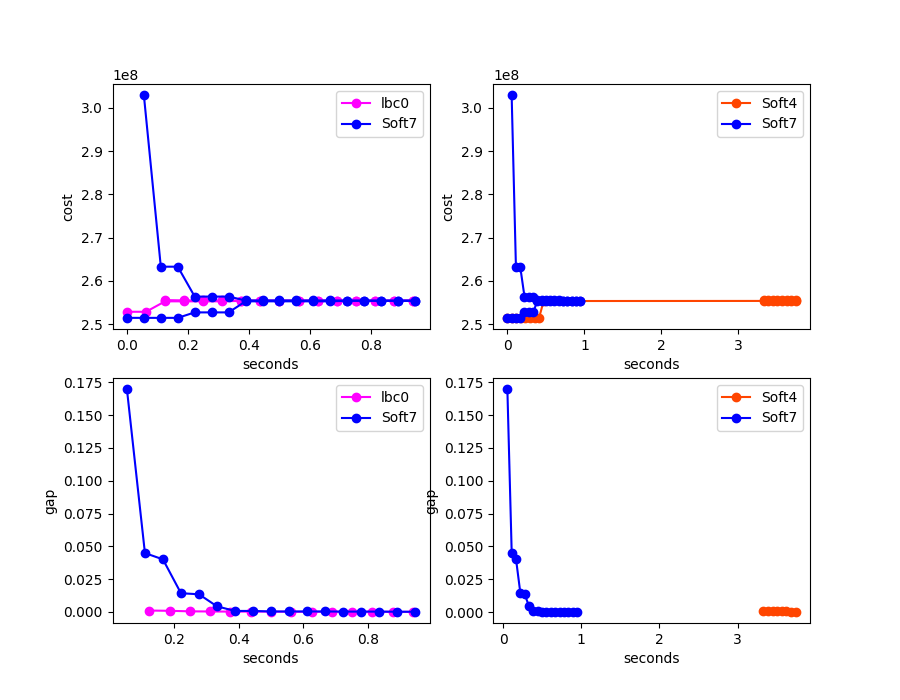 1e8
3.0
2.9
2.8
2.7
2.6
2.5
cost
0.0 0.2 0.4 0.6 0.8
seconds
lbc0
Soft7
1e8
3.0
2.9
2.8
2.7
2.6
2.5
cost
0 1 2 3
seconds
Soft4
Soft7
0.175
0.150
0.125
0.100
0.075
0.050
0.025
0.000
gap
0.2 0.4 0.6 0.8
seconds
lbc0
Soft7
0.175
0.150
0.125
0.100
0.075
0.050
0.025
0.000
gap
0 1 2 3
seconds
Soft4
Soft7